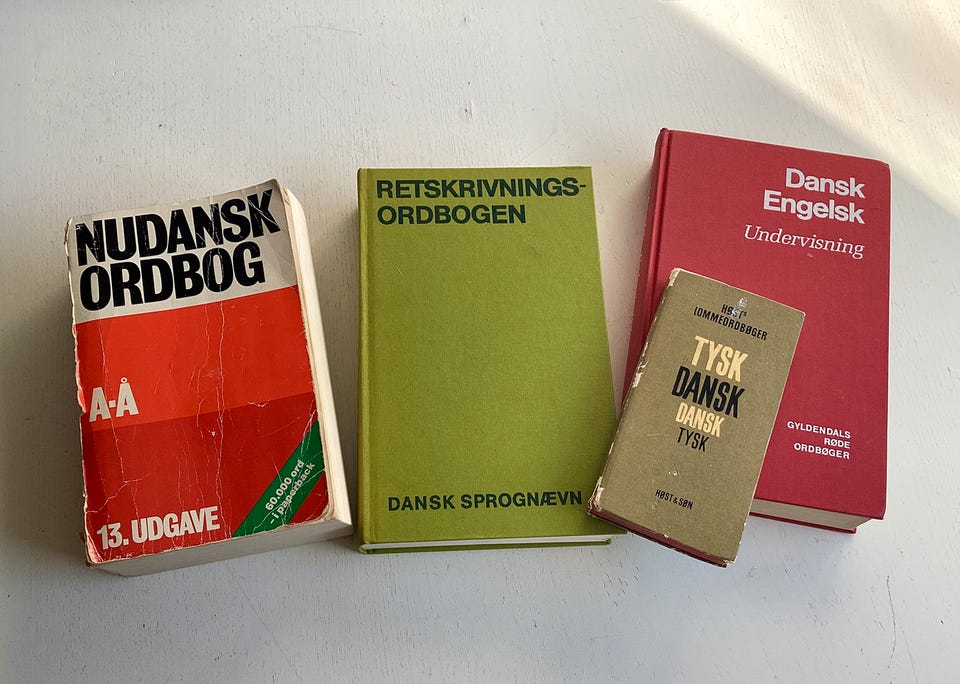 NUDANSK
ORDBOG
A-Å
13. UDGAVE
60.000 ord
- i paperback
RETSKRIVNINGS-
ORDBOGEN
DANSK SPROGNÆVN
Dansk
Engelsk
Undervisning
GYLDENDALS
RØDE
ORDBØGER
HØSTS
LOMMEORDBØGER
TYSK
DANSK
DANSK
TYSK
HØST & SØN